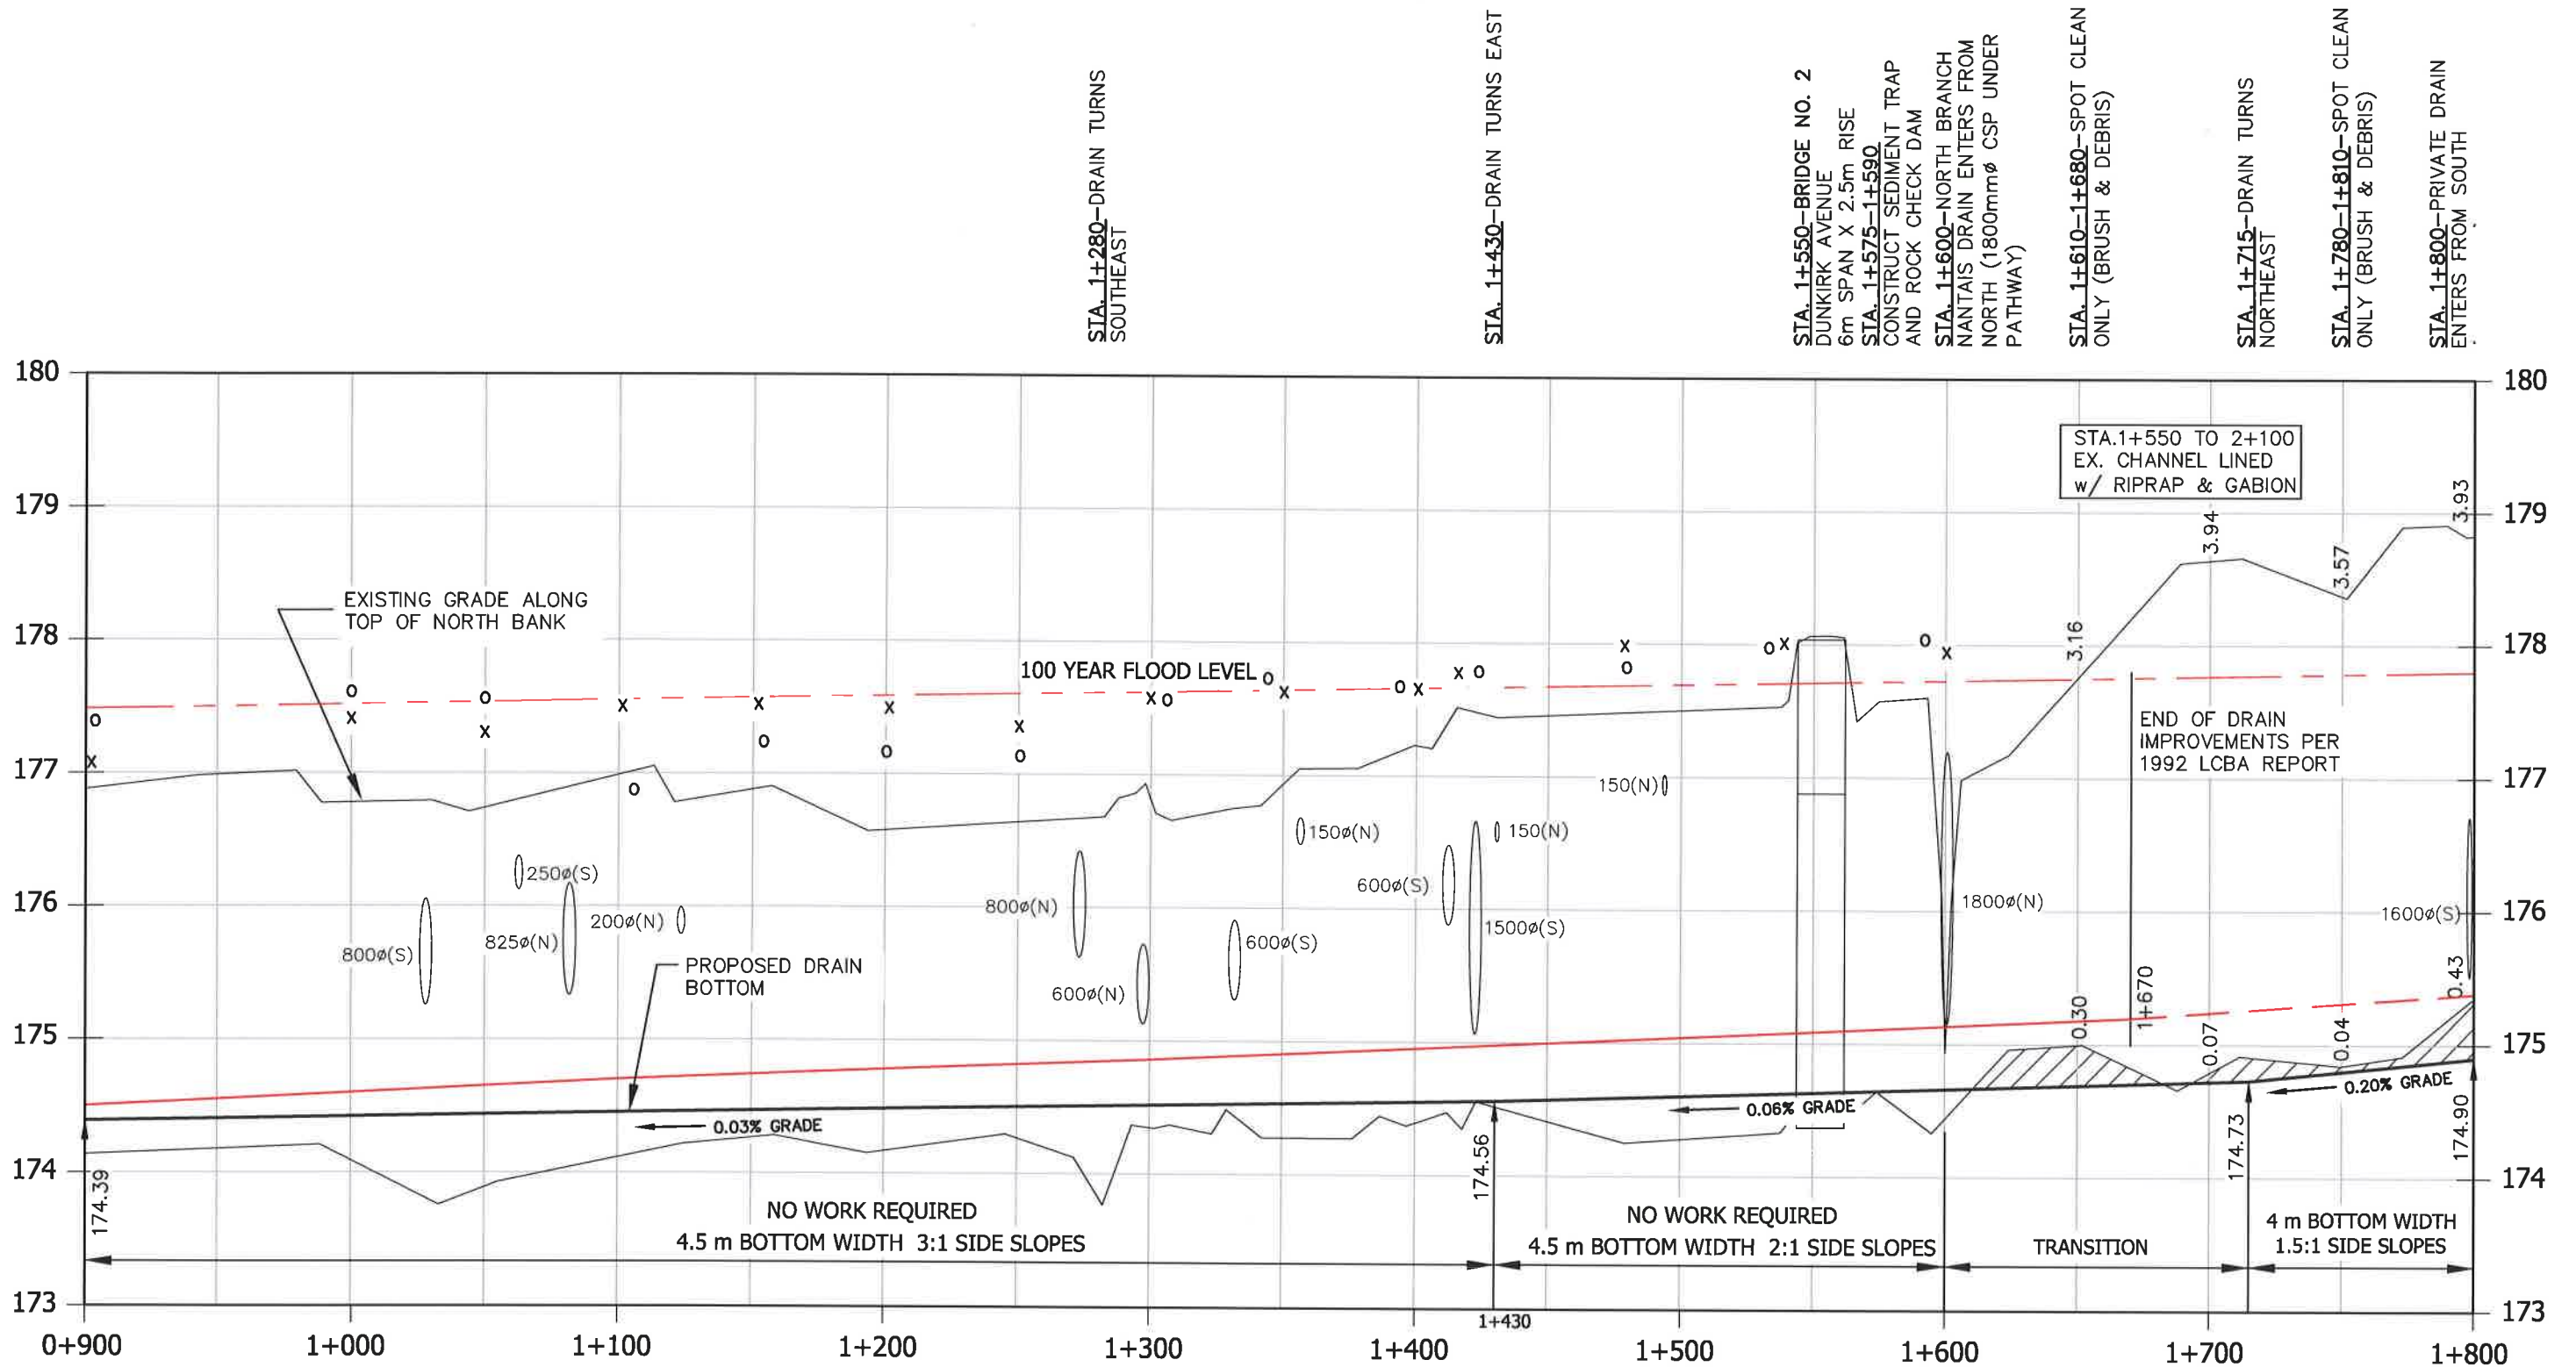 STA. 1+280-DRAIN TURNS
SOUTHEAST
STA. 1+430-DRAIN TURNS EAST
STA. 1+550-BRIDGE NO. 2
DUNKIRK AVENUE
6m SPAN X 2.5m RISE
STA. 1+575-1+590
CONSTRUCT SEDIMENT TRAP
AND ROCK CHECK DAM
STA. 1+600-NORTH BRANCH
NANTAIS DRAIN ENTERS FROM
NORTH (1800mmø CSP UNDER
PATHWAY)
STA. 1+610-1+680-SPOT CLEAN
ONLY (BRUSH & DEBRIS)
STA. 1+715-DRAIN TURNS
NORTHEAST
STA. 1+780-1+810-SPOT CLEAN
ONLY (BRUSH & DEBRIS)
STA. 1+800-PRIVATE DRAIN
ENTERS FROM SOUTH
180
180
STA.1+550 TO 2+100
EX. CHANNEL LINED
w/ RIPRAP & GABION
179
179
3.94
3.57
3.93
EXISTING GRADE ALONG
TOP OF NORTH BANK
178
178
3.16
100 YEAR FLOOD LEVEL
END OF DRAIN
IMPROVEMENTS PER
1992 LCBA REPORT
177
177
150(N)
150ø(N)
150(N)
250ø(S)
600ø(S)
176
176
800ø(N)
1800ø(N)
1600ø(S)
200ø(N)
825ø(N)
800ø(S)
600ø(S)
1500ø(S)
PROPOSED DRAIN
BOTTOM
600ø(N)
1+670
0.43
175
175
0.30
0.07
0.04
0.03% GRADE
0.06% GRADE
0.20% GRADE
174
174
174.39
174.56
174.73
174.90
NO WORK REQUIRED
4.5 m BOTTOM WIDTH 3:1 SIDE SLOPES
NO WORK REQUIRED
4.5 m BOTTOM WIDTH 2:1 SIDE SLOPES
TRANSITION
4 m BOTTOM WIDTH
1.5:1 SIDE SLOPES
173
173
1+430
0+900
1+000
1+100
1+200
1+300
1+400
1+500
1+600
1+700
1+800